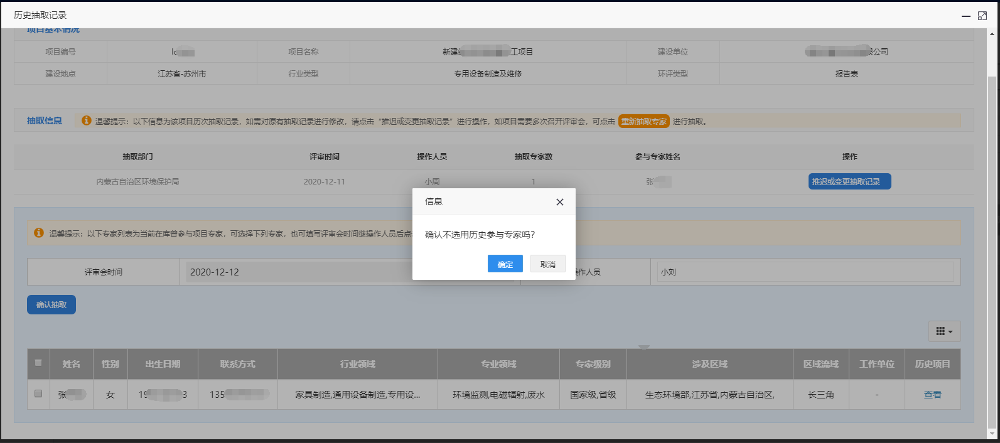 历史抽取记录
项目基本情况
项目编号 项目名称 新建 工项目 建设单位 公司
建设地点 江苏省-苏州市 行业类型 专用设备制造及维修 环评类型 报告表
抽取信息 温馨提示：以下信息为该项目历次抽取记录，如需对原有抽取记录进行修改，请点击“推迟或变更抽取记录”进行操作，如项目需要多次召开评审会，可点击 重新抽取专家 进行抽取。
抽取部门 评审时间 操作人员 抽取专家数 参与专家姓名 操作
内蒙古自治区环境保护局 2020-12-11 小周 1 张 推迟或变更抽取记录
信息
确认不选用历史参与专家吗？
确定 取消
温馨提示：以下专家列表为当前在库曾参与项目专家，可选择下列专家，也可填写评审会时间继操作人员后点
评审会时间 2020-12-12 作人员 小刘
确认抽取
姓名 性别 出生日期 联系方式 行业领域 专业领域 专家级别 涉及区域 区域流域 工作单位 历史项目
张 女 19 3 135 家具制造,通用设备制造,专用设... 环境监测,电磁辐射,废水 国家级,省级 生态环境部,江苏省,内蒙古自治区, 长三角 - 查看